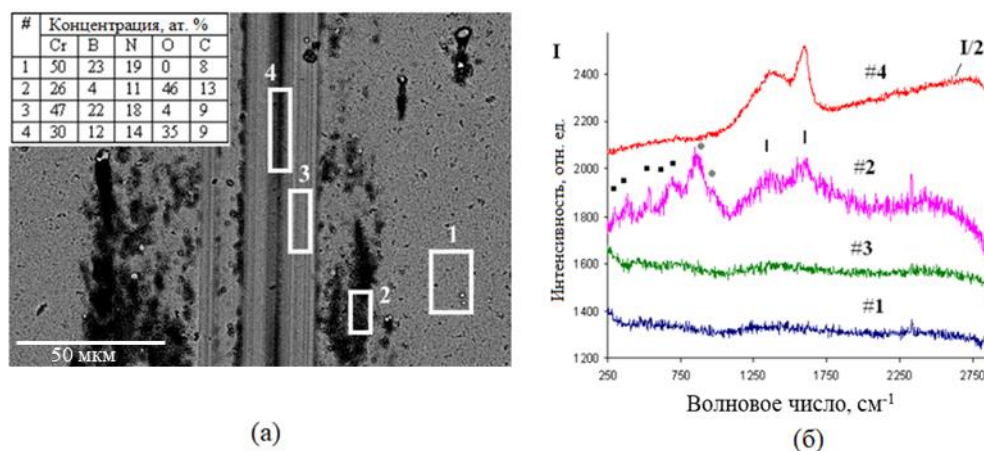 # Концентрация, ат. %
Cr B N O C
1 50 23 19 0 8
2 26 4 11 46 13
3 47 22 18 4 9
4 30 12 14 35 9
4
3
1
2
50 мкм
(а)
I
I/2
#4
2400
2200
2000
#2
1800
#3
1600
#1
1400
1200
250 750 1250 1750 2250 2750
Интенсивность, отн. ед.
Волновое число, см-1
(б)